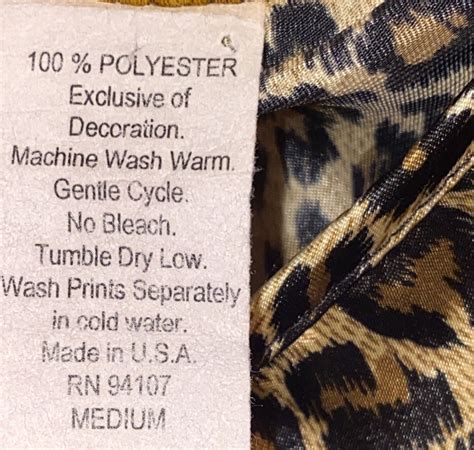 100 % POLYESTER
Exclusive of
Decoration.
Machine Wash Warm.
Gentle Cycle.
No Bleach.
Tumble Dry Low.
Wash Prints Separately
in cold water.
Made in U.S.A.
RN 94107
MEDIUM